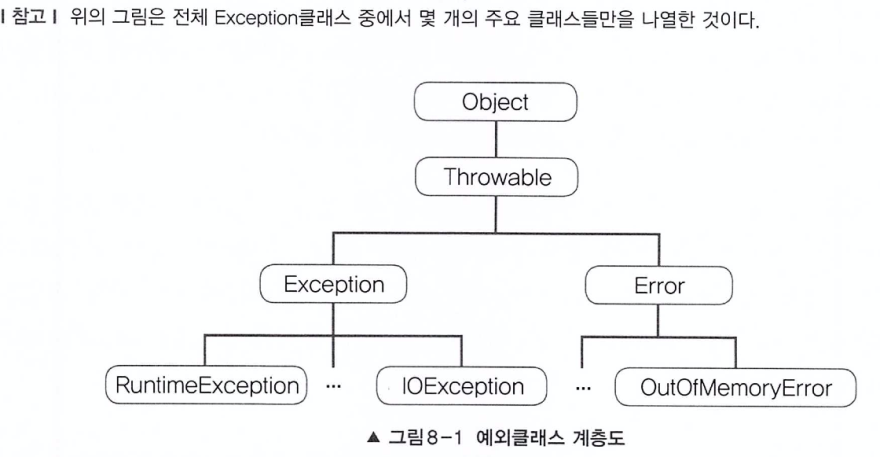 | 참고 | 위의 그림은 전체 Exception클래스 중에서 몇 개의 주요 클래스들만을 나열한 것이다.
Object
Throwable
Exception Error
RuntimeException ... IOException ... OutOfMemoryError
▲ 그림8-1 예외클래스 계층도